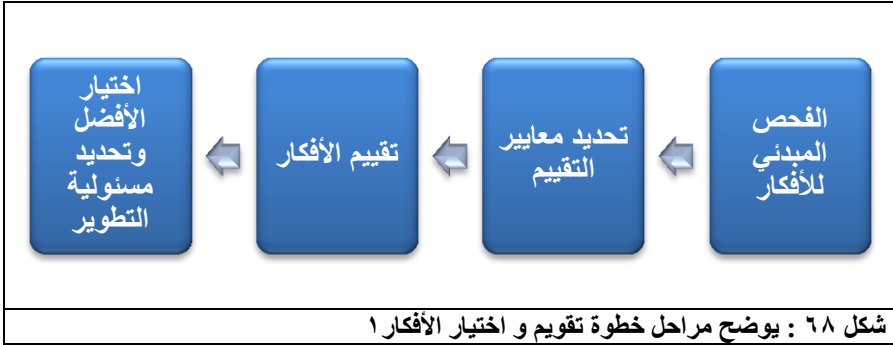 الفحص
المبدئي
للأفكار
تحديد معايير
التقييم
تقييم الأفكار
اختيار
الأفضل
وتحديد
مسئولية
التطوير
شكل ٦٨ : يوضح مراحل خطوة تقويم و اختيار الأفكار١